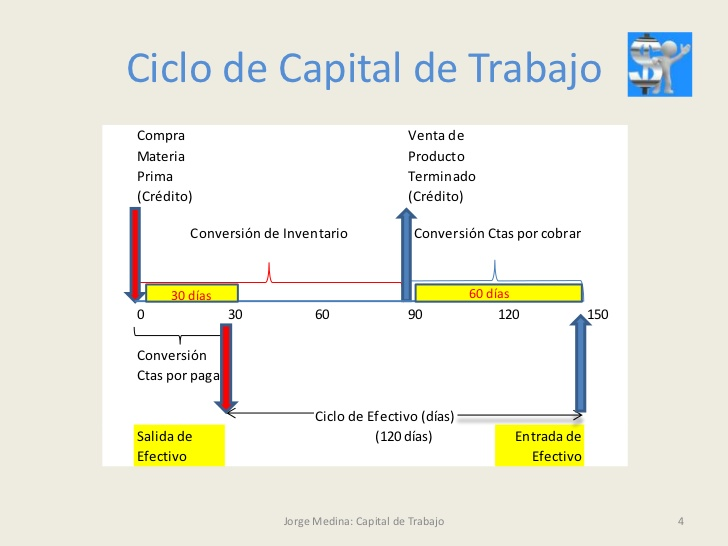 Ciclo de Capital de Trabajo
Compra
Materia
Prima
(Crédito)
Venta de
Producto
Terminado
(Crédito)
Conversión de Inventario
Conversión Ctas por cobrar
30 días
60 días
0 30 60 90 120 150
Conversión
Ctas por paga
Ciclo de Efectivo (días)
(120 días)
Salida de
Efectivo
Entrada de
Efectivo
Jorge Medina: Capital de Trabajo
4